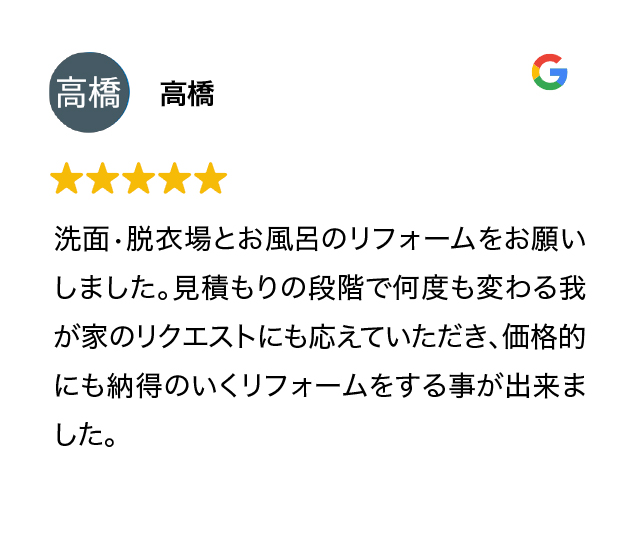 高橋
高橋
洗面・脱衣場とお風呂のリフォームをお願い
しました。見積もりの段階で何度も変わる我
が家のリクエストにも応えていただき、価格的
にも納得のいくリフォームをする事が出来ま
した。